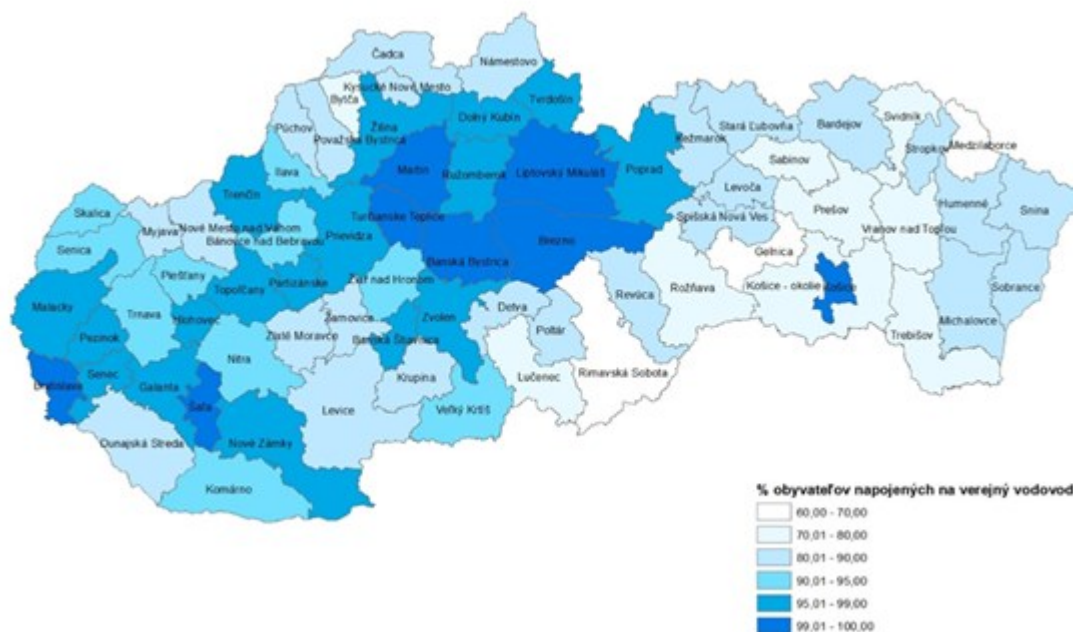 Čadca
Námestovo
Kysucké Nové Mesto
Bytča
Tvrdošín
Púchov
Žilina
Dolný Kubín
Považská Bystrica
Svidník
Bardejov
Stará Ľubovňa
Kežmarok
Stropkov
Medzilaborce
Ilava
Martin
Ružomberok
Liptovský Mikuláš
Poprad
Sabinov
Trenčín
Levoča
Humenné
Snina
Skalica
Turčianske Teplice
Prešov
Spišská Nová Ves
Nové Mesto nad Váhom
Myjava
Prievidza
Bánovce nad Bebravou
Vranov nad Topľou
Senica
Brezno
Gelnica
Banská Bystrica
Piešťany
Žiar nad Hronom
Košice - okolie
Košice
Sobrance
Partizánske
Topoľčany
Rožňava
Revúca
Malacky
Trnava
Hlohovec
Detva
Žarnovica
Zvolen
Michalovce
Poltár
Zlaté Moravce
Banská Štiavnica
Trebišov
Pezinok
Nitra
Rimavská Sobota
Lučenec
Krupina
Senec
Galanta
Bratislava
Šaľa
Levice
Veľký Krtíš
Dunajská Streda
Nové Zámky
Komárno
% obyvateľov napojených na verejný vodovod
60,00 - 70,00
70,01 - 80,00
80,01 - 90,00
90,01 - 95,00
95,01 - 99,00
99,01 - 100,00